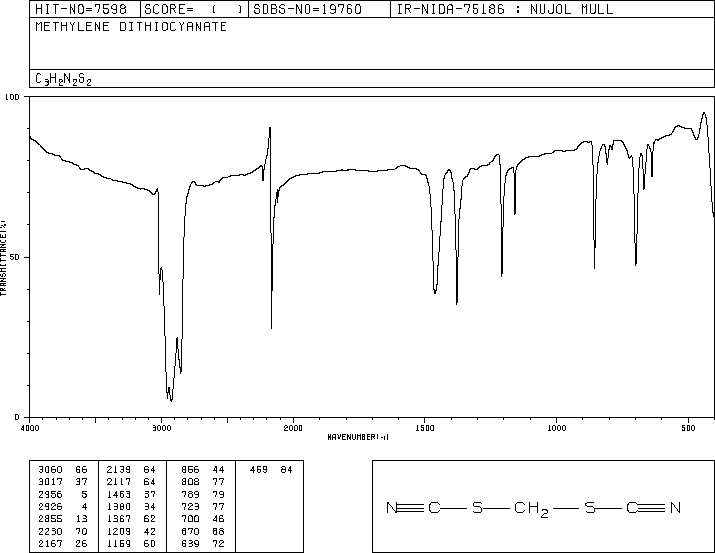 HIT-NO=7598 SCORE= ( ) SDBS-NO=19760 IR-NIDA-75186 : NUJOL MULL
METHYLENE DITHIOCYANATE
C3H2N2S2
100
50
0
TRANSMITTANCE(%)
4000 3000 2000 1500 1000 500
WAVENUMBER(-1)
3060 66 2139 64 856 44 469 84
3017 37 2117 64 808 77
2956 5 1463 37 789 79
2926 4 1380 34 723 77
2855 13 1367 62 700 46
2230 70 1209 42 670 68
2167 26 1159 60 639 72
N≡C—S—CH2—S—C≡N